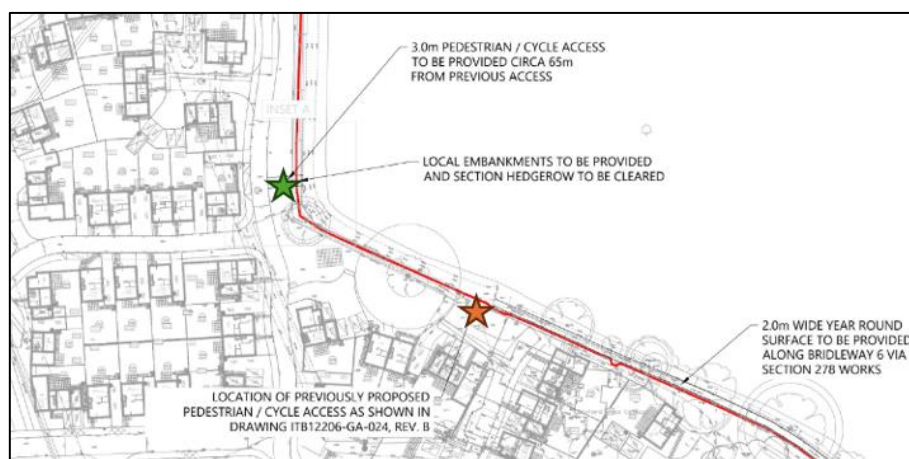 3.0m PEDESTRIAN / CYCLE ACCESS
TO BE PROVIDED CIRCA 65m
FROM PREVIOUS ACCESS
INSET A
LOCAL EMBANKMENTS TO BE PROVIDED
AND SECTION HEDGEROW TO BE CLEARED
2.0m WIDE YEAR ROUND
SURFACE TO BE PROVIDED
ALONG BRIDLEWAY 6 VIA
SECTION 278 WORKS
LOCATION OF PREVIOUSLY PROPOSED
PEDESTRIAN / CYCLE ACCESS AS SHOWN IN
DRAWING ITB12206-GA-024, REV. B